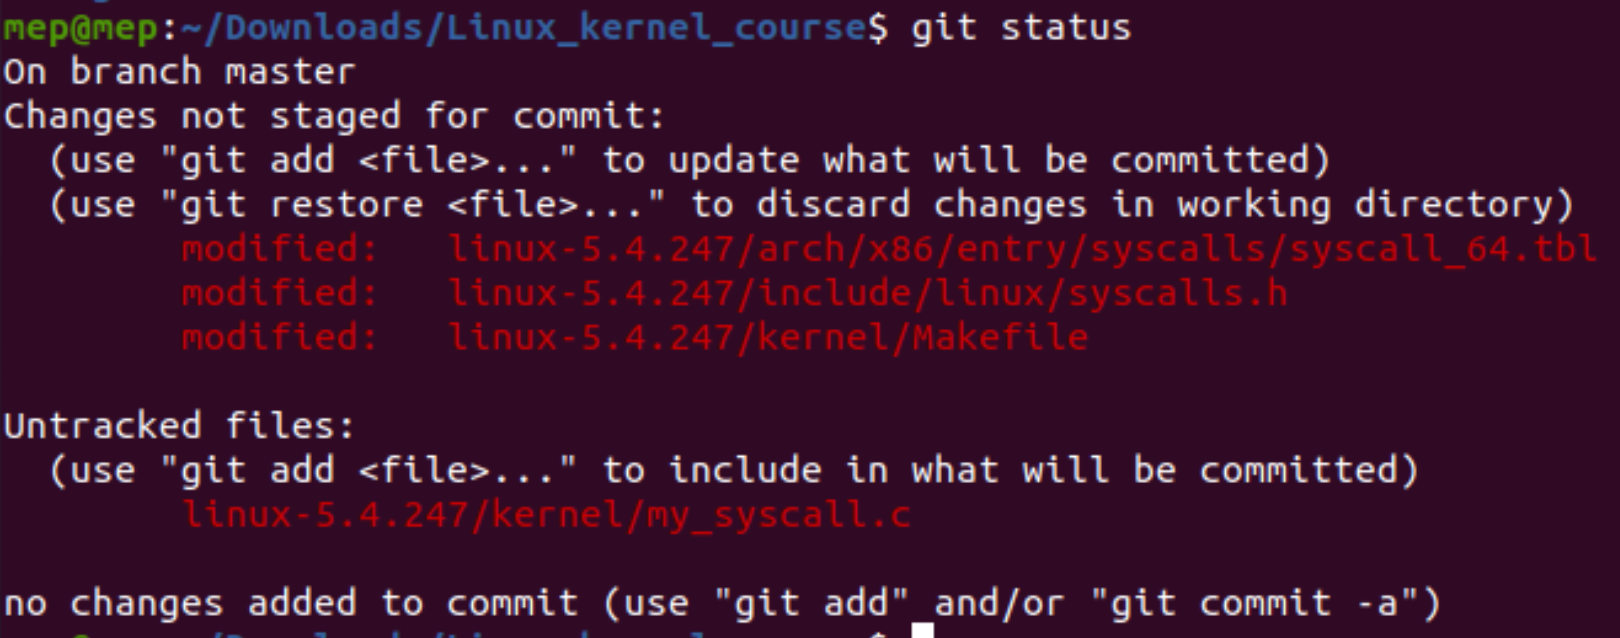 mep@mep:~/Downloads/Linux_kernel_course$ git status
On branch master
Changes not staged for commit:
  (use "git add <file>..." to update what will be committed)
  (use "git restore <file>..." to discard changes in working directory)
        modified:   linux-5.4.247/arch/x86/entry/syscalls/syscall_64.tbl
        modified:   linux-5.4.247/include/linux/syscalls.h
        modified:   linux-5.4.247/kernel/Makefile

Untracked files:
  (use "git add <file>..." to include in what will be committed)
        linux-5.4.247/kernel/my_syscall.c

no changes added to commit (use "git add" and/or "git commit -a")